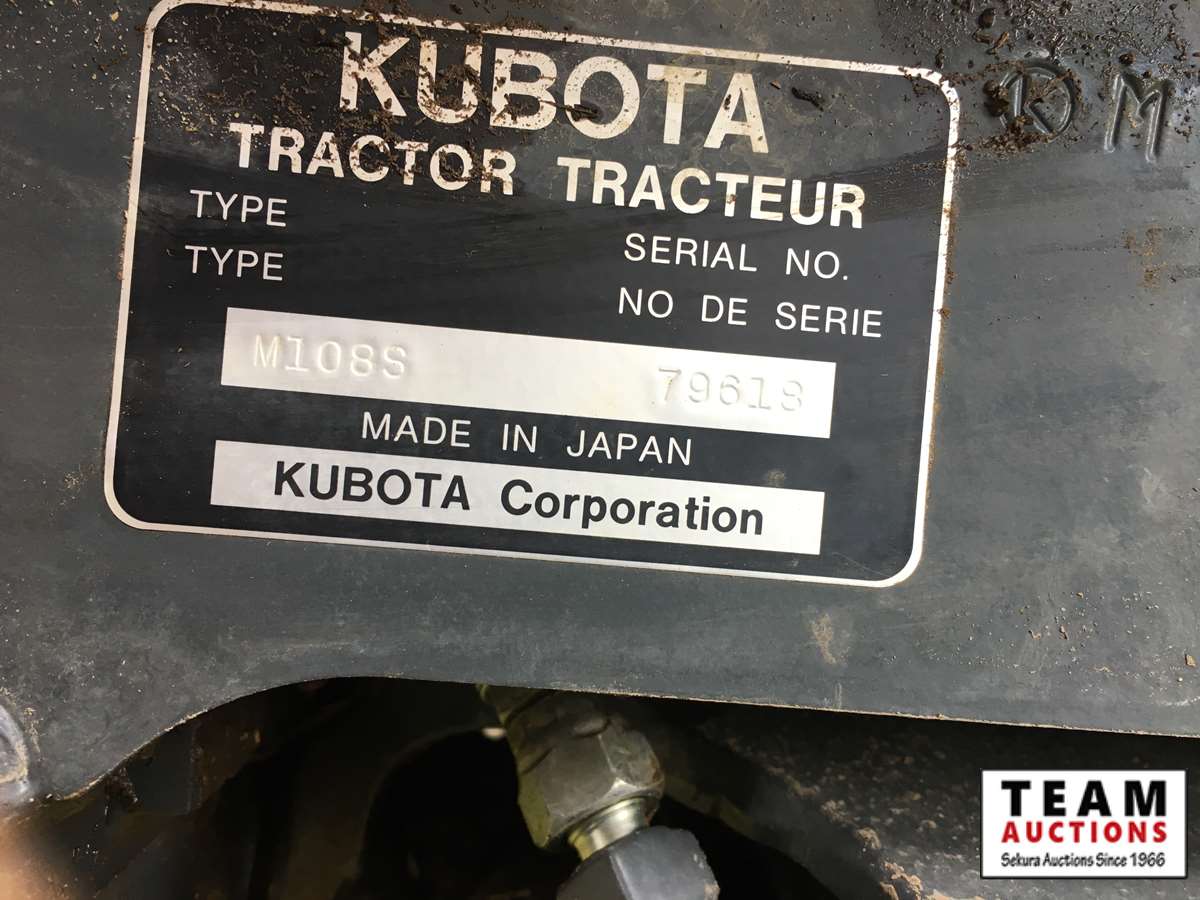 KUBOTA
TRACTOR TRACTEUR
TYPE
TYPE
SERIAL NO.
NO DE SERIE
M108S 79618
MADE IN JAPAN
KUBOTA Corporation
K M
TEAM
AUCTIONS
Sekura Auctions Since 1966